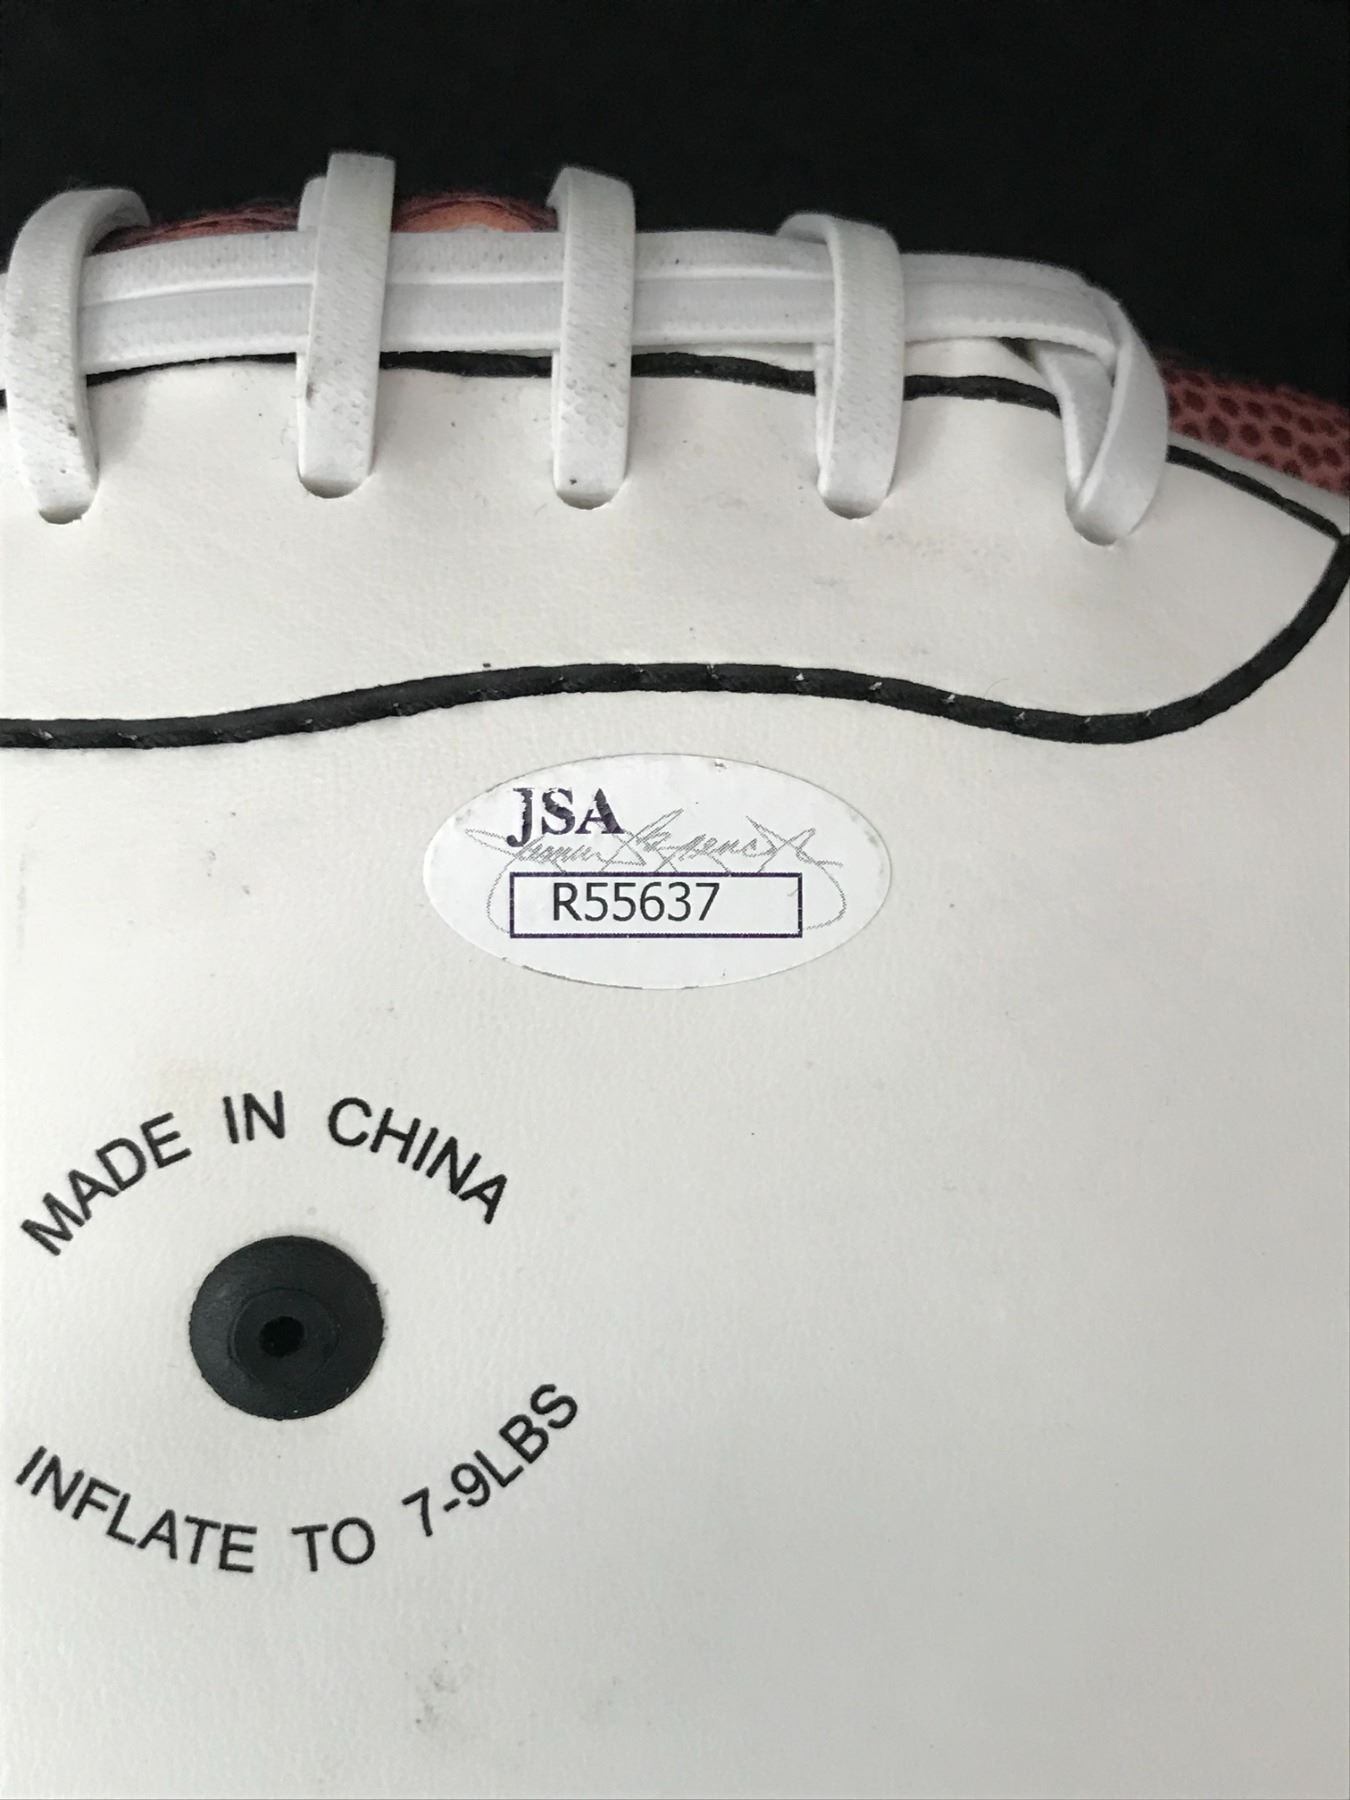 JSA
R55637
MADE IN CHINA
INFLATE TO 7-9LBS